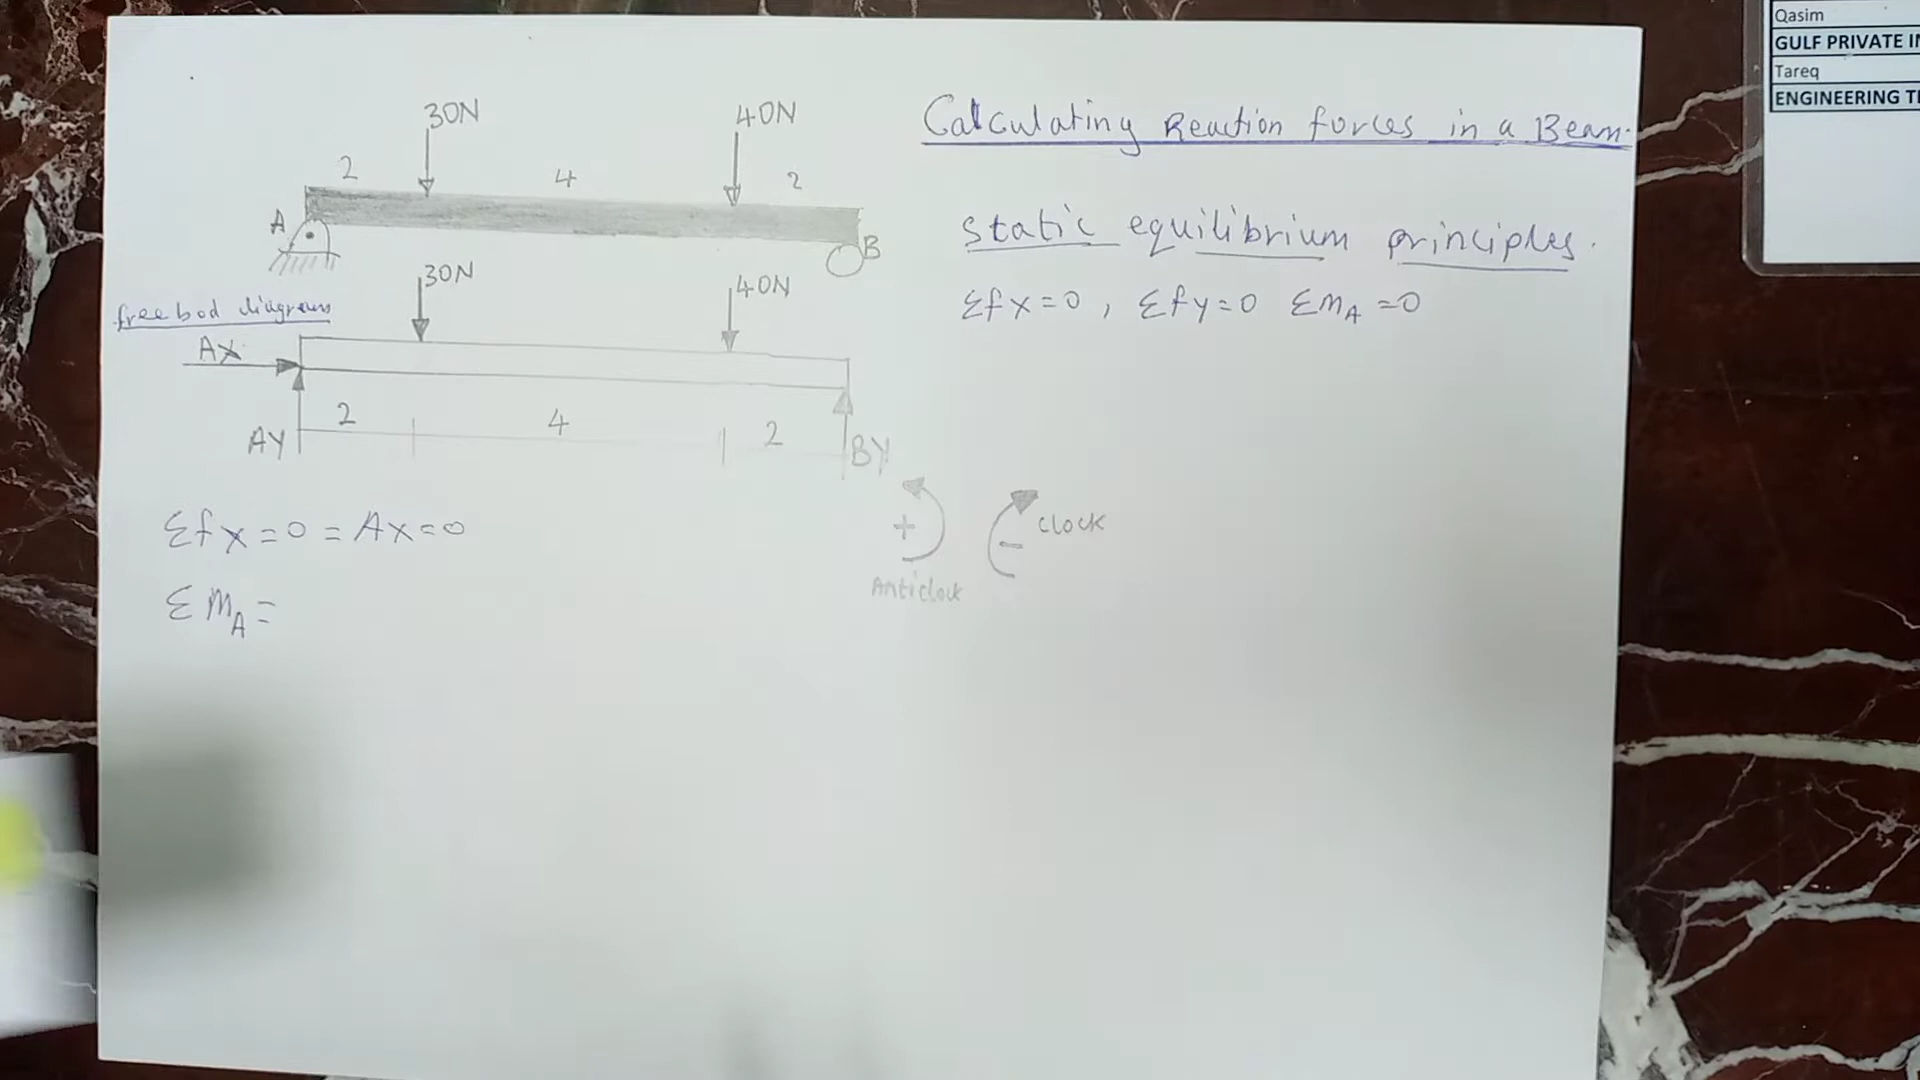 Qasim
GULF PRIVATE
Tareq
ENGINEERING
Calculating Reaction forces in a Beam.
30N 40N
2 4 2
A B
static equilibrium principles.
Σfx=0, Σfy=0 Σm_A=0
free bod diagram
30N 40N
Ax
2 4 2
AY BY
Σfx=0=Ax=0
Σm_A=
+ Anticlock
- clock